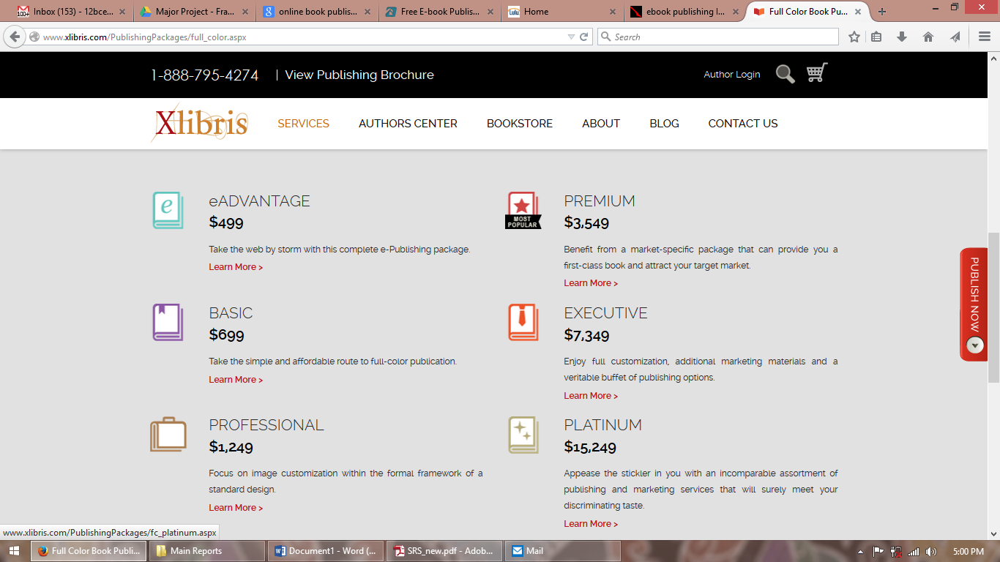 Inbox (153) - 12bce...
Major Project - Fra...
online book publis...
Free E-book Publis...
Home
ebook publishing l...
Full Color Book Pu...
www.xlibris.com/PublishingPackages/full_color.aspx
Search
1-888-795-4274 | View Publishing Brochure
Author Login
Xlibris
SERVICES
AUTHORS CENTER
BOOKSTORE
ABOUT
BLOG
CONTACT US
eADVANTAGE
$499
Take the web by storm with this complete e-Publishing package.
Learn More >
PREMIUM
$3,549
MOST
POPULAR
Benefit from a market-specific package that can provide you a
first-class book and attract your target market.
Learn More >
BASIC
$699
Take the simple and affordable route to full-color publication.
Learn More >
EXECUTIVE
$7,349
Enjoy full customization, additional marketing materials and a
veritable buffet of publishing options.
Learn More >
PROFESSIONAL
$1,249
Focus on image customization within the formal framework of a
standard design.
Learn More >
PLATINUM
$15,249
Appease the stickler in you with an incomparable assortment of
publishing and marketing services that will surely meet your
discriminating taste.
Learn More >
PUBLISH NOW
www.xlibris.com/PublishingPackages/fc_platinum.aspx
Full Color Book Publi...
Main Reports
Document1 - Word (...
SRS_new.pdf - Adob...
Mail
5:00 PM